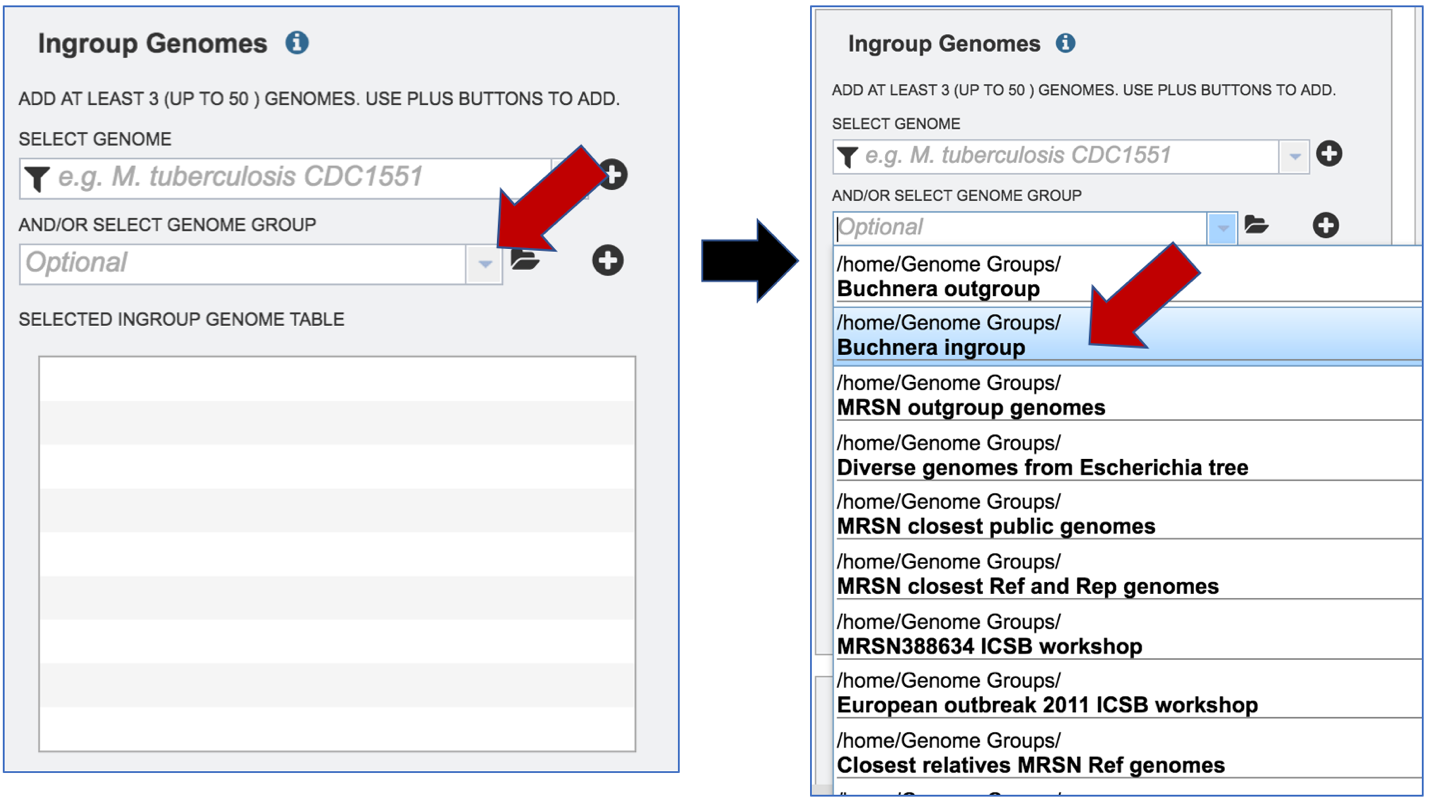 Ingroup Genomes
ADD AT LEAST 3 (UP TO 50 ) GENOMES. USE PLUS BUTTONS TO ADD.
SELECT GENOME
e.g. M. tuberculosis CDC1551
AND/OR SELECT GENOME GROUP
Optional
SELECTED INGROUP GENOME TABLE
Ingroup Genomes
ADD AT LEAST 3 (UP TO 50 ) GENOMES. USE PLUS BUTTONS TO ADD.
SELECT GENOME
e.g. M. tuberculosis CDC1551
AND/OR SELECT GENOME GROUP
Optional
/home/Genome Groups/
Buchnera outgroup
/home/Genome Groups/
Buchnera ingroup
/home/Genome Groups/
MRSN outgroup genomes
/home/Genome Groups/
Diverse genomes from Escherichia tree
/home/Genome Groups/
MRSN closest public genomes
/home/Genome Groups/
MRSN closest Ref and Rep genomes
/home/Genome Groups/
MRSN388634 ICSB workshop
/home/Genome Groups/
European outbreak 2011 ICSB workshop
/home/Genome Groups/
Closest relatives MRSN Ref genomes